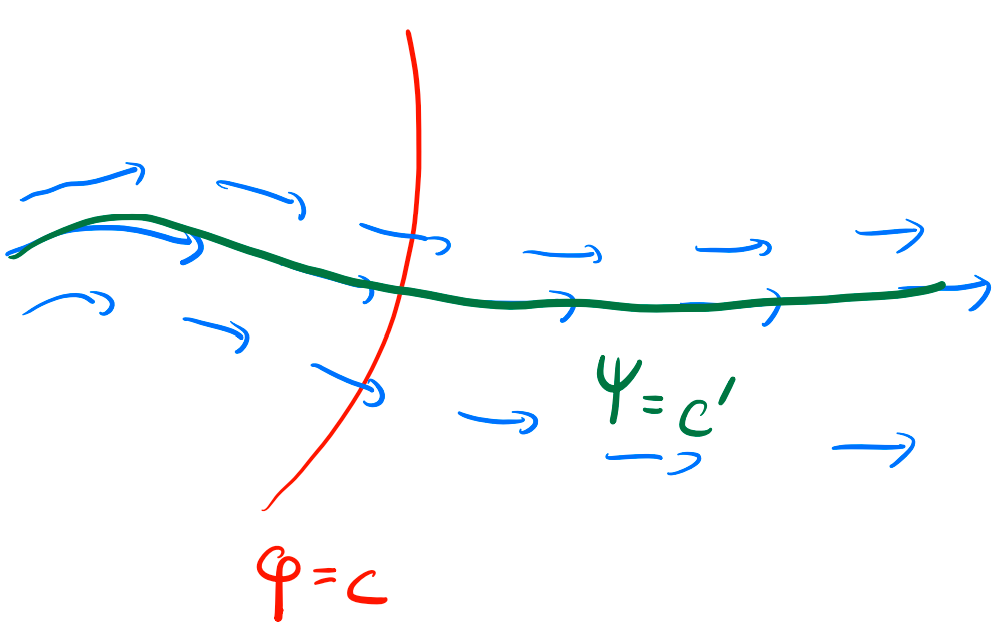 ψ = c'
φ = c